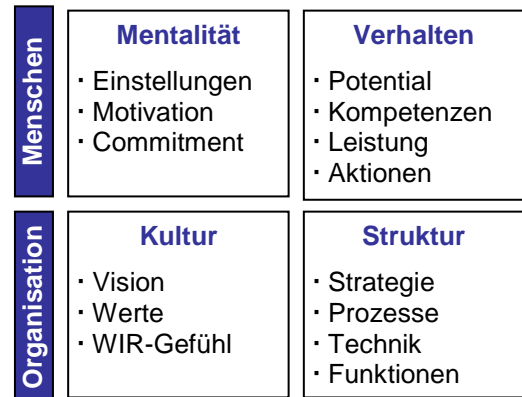 Menschen
Mentalität
· Einstellungen
· Motivation
· Commitment
Verhalten
· Potential
· Kompetenzen
· Leistung
· Aktionen
Organisation
Kultur
· Vision
· Werte
· WIR-Gefühl
Struktur
· Strategie
· Prozesse
· Technik
· Funktionen